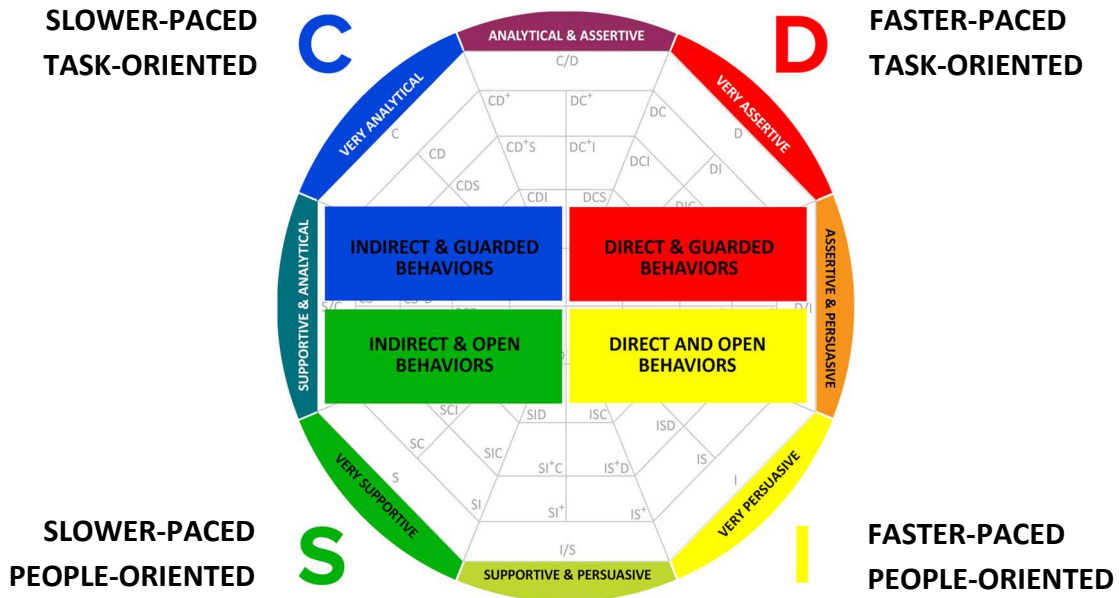 SLOWER-PACED
TASK-ORIENTED
C
D
FASTER-PACED
TASK-ORIENTED
ANALYTICAL & ASSERTIVE
C/D
VERY ANALYTICAL
VERY ASSERTIVE
CD+
DC+
C
DC
D
CD+S
DC+I
CD
DCI
DI
CDS
CDI
DCS
DIC
SUPPORTIVE & ANALYTICAL
INDIRECT & GUARDED
BEHAVIORS
DIRECT & GUARDED
BEHAVIORS
ASSERTIVE & PERSUASIVE
S/C
D/I
INDIRECT & OPEN
BEHAVIORS
DIRECT AND OPEN
BEHAVIORS
SCI
SID
ISC
ISD
SC
SIC
IS
SI+C
IS+D
S
I
SI
SI+
IS+
VERY SUPPORTIVE
VERY PERSUASIVE
I/S
SUPPORTIVE & PERSUASIVE
SLOWER-PACED
PEOPLE-ORIENTED
S
I
FASTER-PACED
PEOPLE-ORIENTED